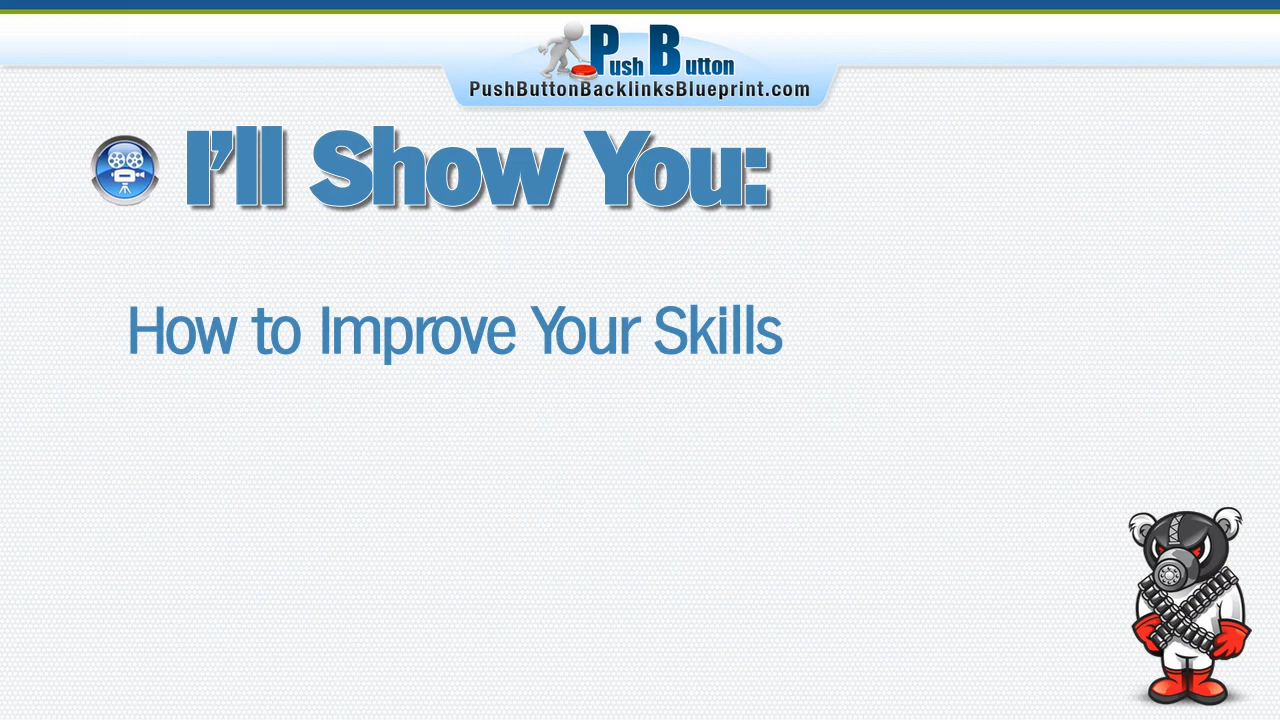 Push Button
PushButtonBacklinksBlueprint.com
I'll Show You:
How to Improve Your Skills